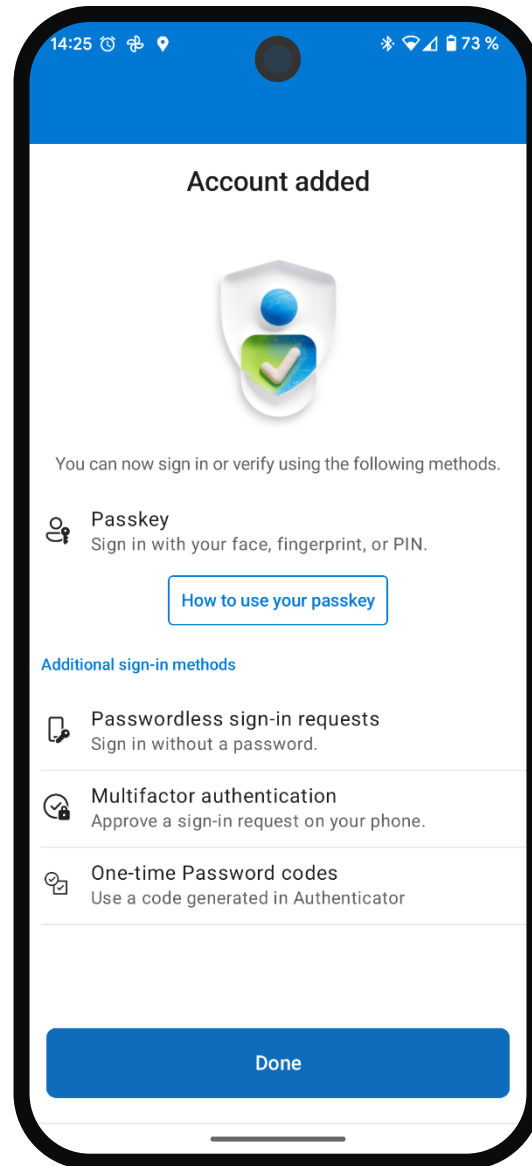 14:25 73 %
Account added
You can now sign in or verify using the following methods.
Passkey
Sign in with your face, fingerprint, or PIN.
How to use your passkey
Additional sign-in methods
Passwordless sign-in requests
Sign in without a password.
Multifactor authentication
Approve a sign-in request on your phone.
One-time Password codes
Use a code generated in Authenticator
Done